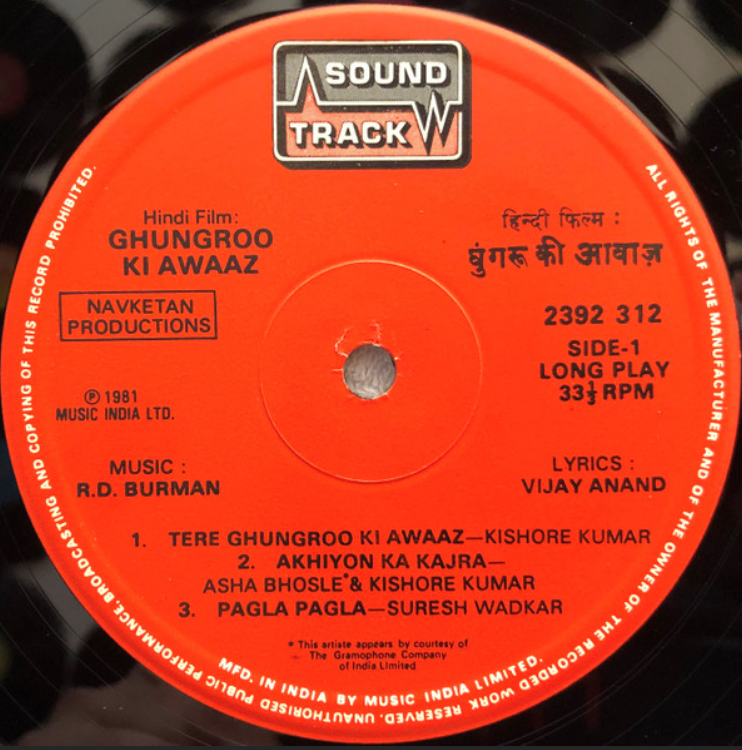 SOUND
TRACK
Hindi Film:
GHUNGROO
KI AWAAZ
हिन्दी फिल्म :
घुंगरू की आवाज़
NAVKETAN
PRODUCTIONS
2392 312
SIDE-1
LONG PLAY
33⅓ RPM
℗ 1981
MUSIC INDIA LTD.
MUSIC :
R.D. BURMAN
LYRICS :
VIJAY ANAND
1. TERE GHUNGROO KI AWAAZ—KISHORE KUMAR
2. AKHIYON KA KAJRA—
ASHA BHOSLE* & KISHORE KUMAR
3. PAGLA PAGLA—SURESH WADKAR
* This artiste appears by courtesy of
The Gramophone Company
of India Limited
MFD. IN INDIA BY MUSIC INDIA LIMITED.
ALL RIGHTS OF THE MANUFACTURER AND OF THE OWNER OF THE RECORDED WORK RESERVED. UNAUTHORISED PUBLIC PERFORMANCE, BROADCASTING AND COPYING OF THIS RECORD PROHIBITED.